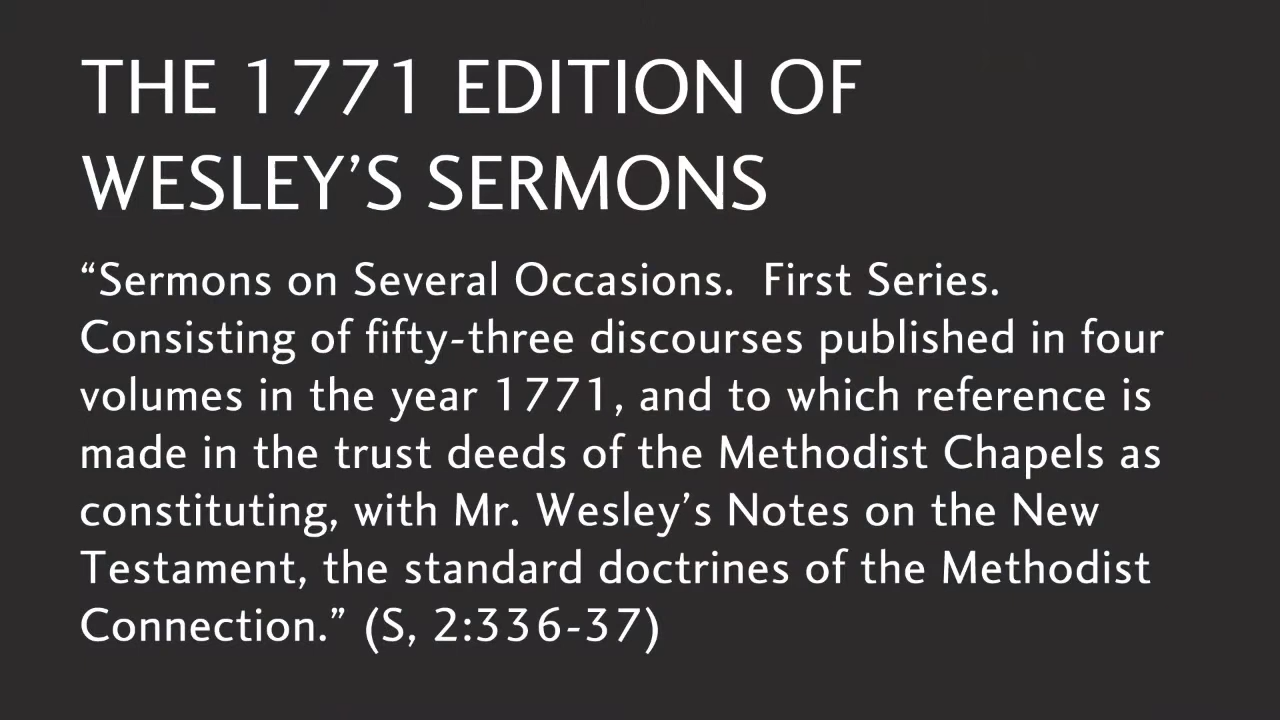 THE 1771 EDITION OF
WESLEY’S SERMONS
“Sermons on Several Occasions.  First Series.
Consisting of fifty-three discourses published in four
volumes in the year 1771, and to which reference is
made in the trust deeds of the Methodist Chapels as
constituting, with Mr. Wesley’s Notes on the New
Testament, the standard doctrines of the Methodist
Connection.” (S, 2:336-37)